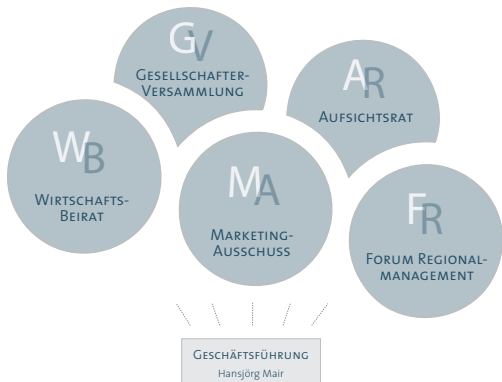 GV
GESELLSCHAFTER-
VERSAMMLUNG
AR
AUFSICHTSRAT
WB
WIRTSCHAFTS-
BEIRAT
MA
MARKETING-
AUSSCHUSS
FR
FORUM REGIONAL-
MANAGEMENT
GESCHÄFTSFÜHRUNG
Hansjörg Mair